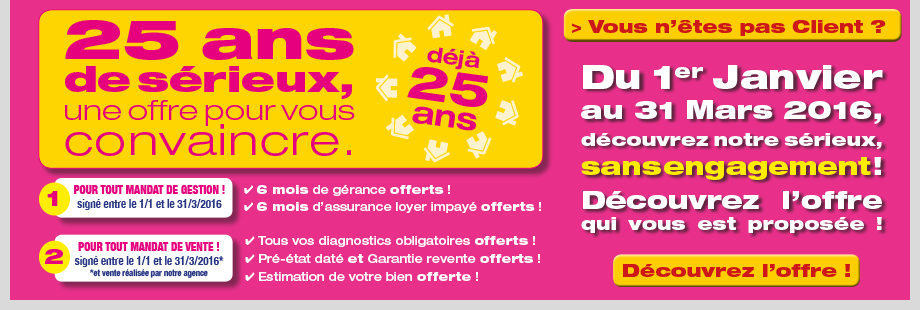 25 ans
de sérieux,
une offre pour vous
convaincre.
déjà
25
ans
1
POUR TOUT MANDAT DE GESTION !
signé entre le 1/1 et le 31/3/2016
✔ 6 mois de gérance offerts !
✔ 6 mois d'assurance loyer impayé offerts !
2
POUR TOUT MANDAT DE VENTE !
signé entre le 1/1 et le 31/3/2016*
*et vente réalisée par notre agence
✔ Tous vos diagnostics obligatoires offerts !
✔ Pré-état daté et Garantie revente offerts !
✔ Estimation de votre bien offerte !
> Vous n'êtes pas Client ?
Du 1er Janvier
au 31 Mars 2016,
découvrez notre sérieux,
sans engagement !
Découvrez l'offre
qui vous est proposée !
Découvrez l'offre !